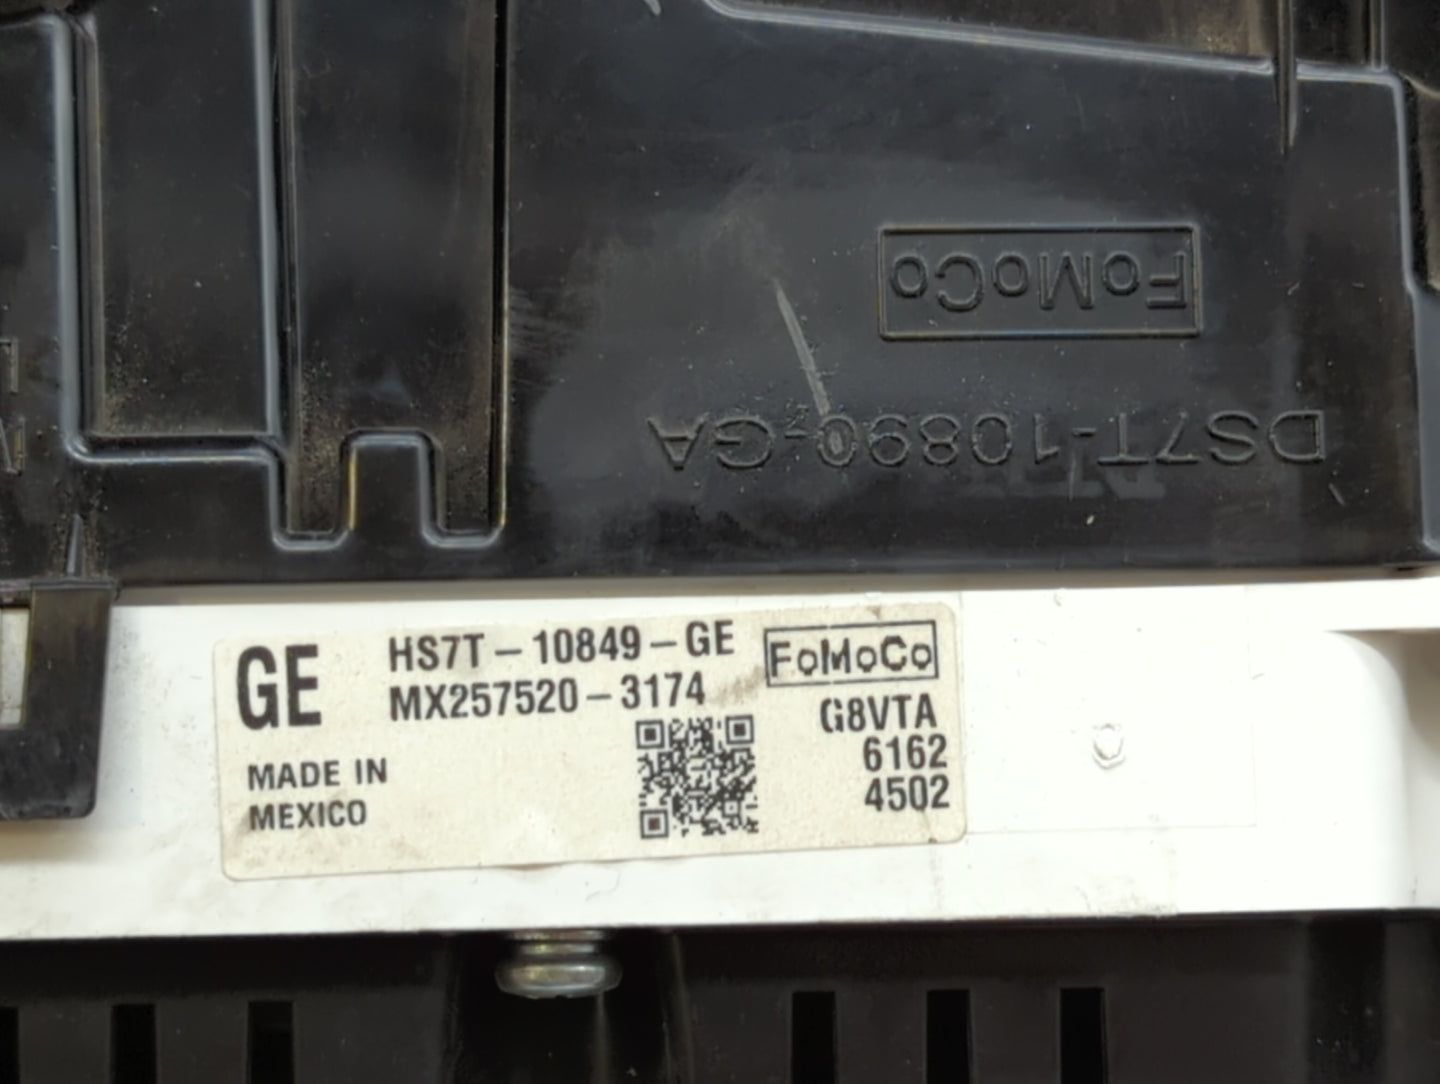 FoMoCo
DS7T-10890-GA
GE
HS7T-10849-GE
MX257520-3174
FoMoCo
G8VTA
6162
4502
MADE IN
MEXICO